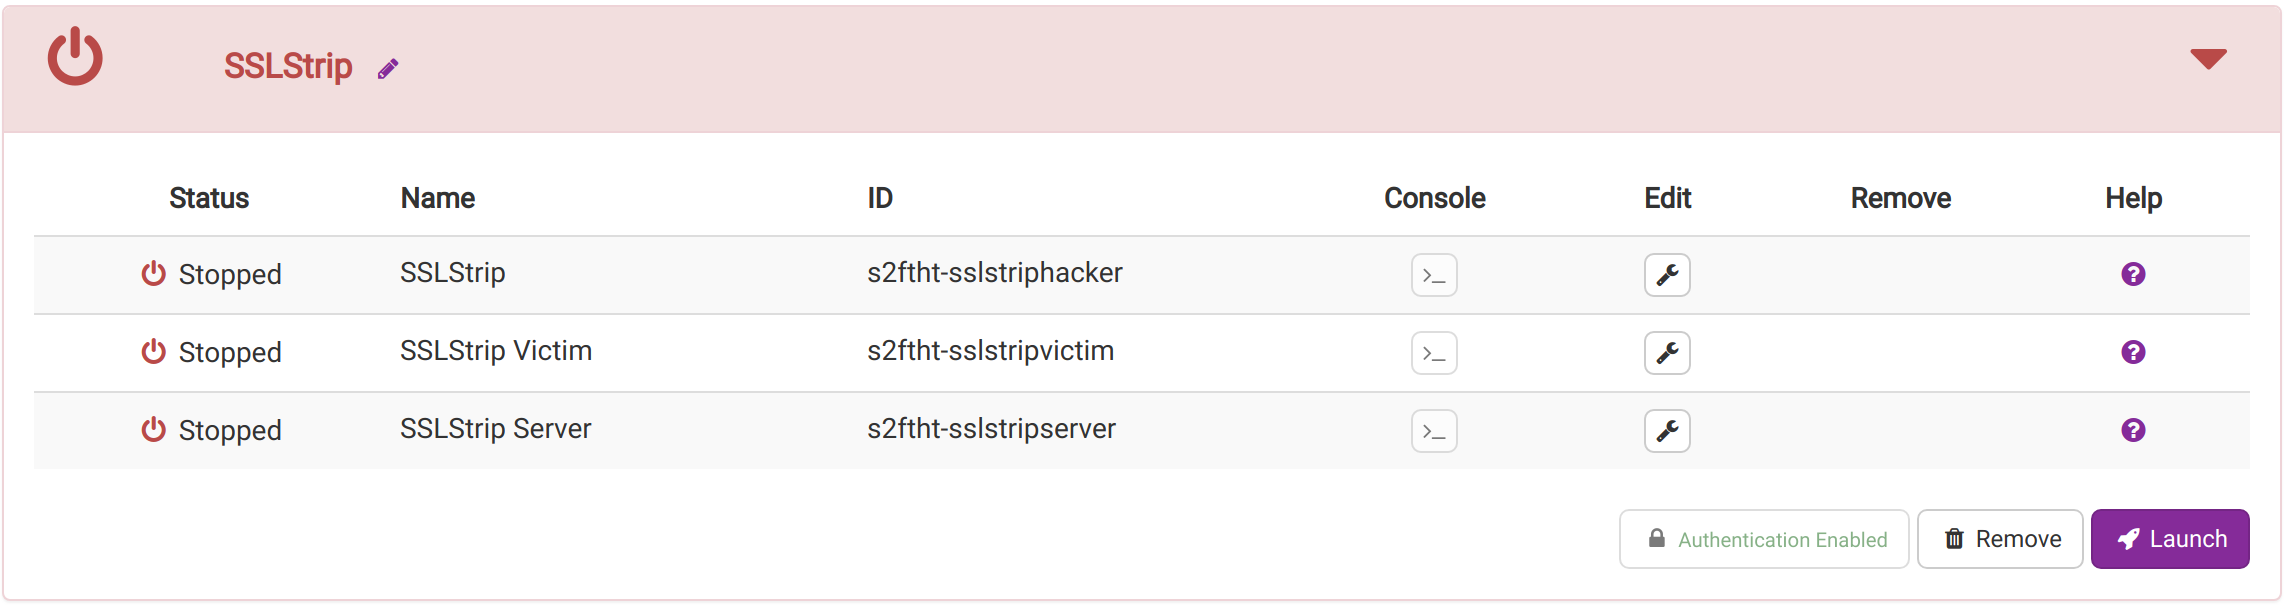 SSLStrip
Status Name ID Console Edit Remove Help
Stopped SSLStrip s2ftht-sslstriphacker >_
Stopped SSLStrip Victim s2ftht-sslstripvictim >_
Stopped SSLStrip Server s2ftht-sslstripserver >_
Authentication Enabled Remove Launch